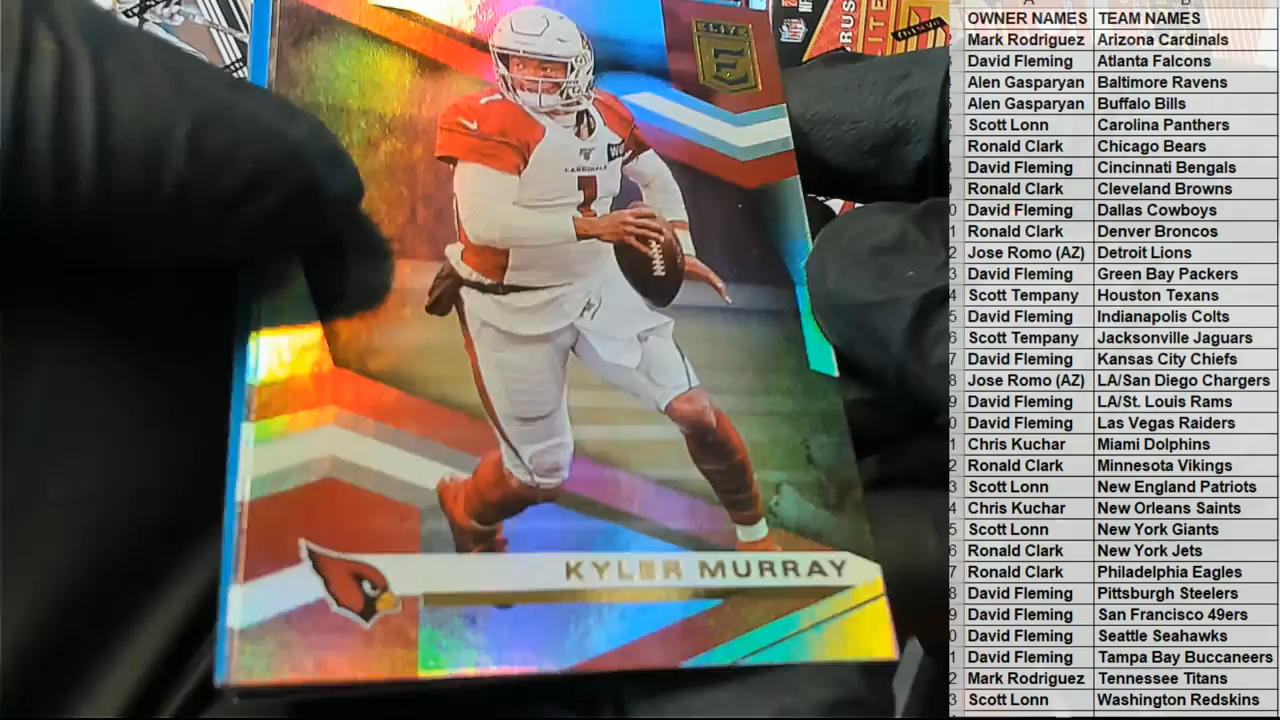 ELITE
E
CARDINALS
1
KYLER MURRAY
NFL
OWNER NAMES TEAM NAMES
Mark Rodriguez Arizona Cardinals
David Fleming Atlanta Falcons
Alen Gasparyan Baltimore Ravens
Alen Gasparyan Buffalo Bills
Scott Lonn Carolina Panthers
Ronald Clark Chicago Bears
David Fleming Cincinnati Bengals
Ronald Clark Cleveland Browns
David Fleming Dallas Cowboys
Ronald Clark Denver Broncos
Jose Romo (AZ) Detroit Lions
David Fleming Green Bay Packers
Scott Tempany Houston Texans
David Fleming Indianapolis Colts
Scott Tempany Jacksonville Jaguars
David Fleming Kansas City Chiefs
Jose Romo (AZ) LA/San Diego Chargers
David Fleming LA/St. Louis Rams
David Fleming Las Vegas Raiders
Chris Kuchar Miami Dolphins
Ronald Clark Minnesota Vikings
Scott Lonn New England Patriots
Chris Kuchar New Orleans Saints
Scott Lonn New York Giants
Ronald Clark New York Jets
Ronald Clark Philadelphia Eagles
David Fleming Pittsburgh Steelers
David Fleming San Francisco 49ers
David Fleming Seattle Seahawks
David Fleming Tampa Bay Buccaneers
Mark Rodriguez Tennessee Titans
Scott Lonn Washington Redskins